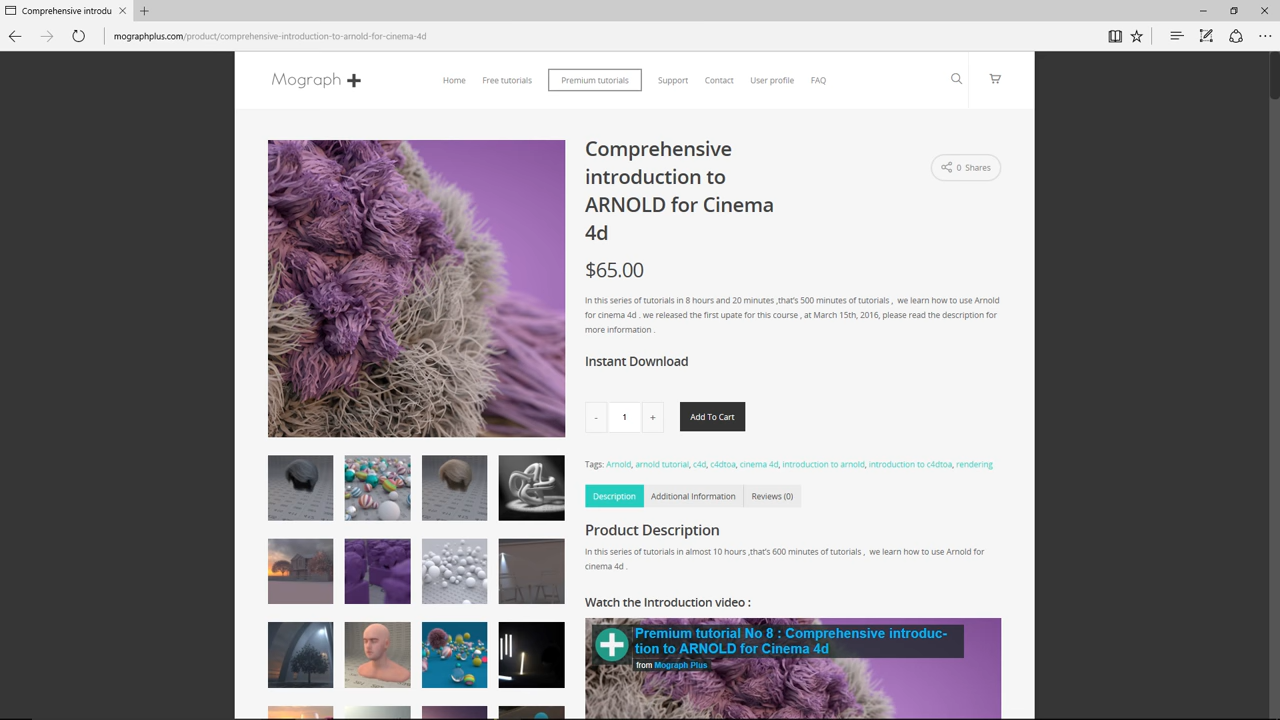 Comprehensive introdu
mographplus.com/product/comprehensive-introduction-to-arnold-for-cinema-4d
Mograph
Home Free tutorials Premium tutorials Support Contact User profile FAQ
Comprehensive
introduction to
ARNOLD for Cinema
4d
0 Shares
$65.00
In this series of tutorials in 8 hours and 20 minutes ,that's 500 minutes of tutorials , we learn how to use Arnold
for cinema 4d . we released the first upate for this course , at March 15th, 2016, please read the description for
more information .
Instant Download
- 1 + Add To Cart
Tags: Arnold, arnold tutorial, c4d, c4dtoa, cinema 4d, introduction to arnold, introduction to c4dtoa, rendering
Description Additional Information Reviews (0)
Product Description
In this series of tutorials in almost 10 hours ,that's 600 minutes of tutorials , we learn how to use Arnold for
cinema 4d .
Watch the Introduction video :
Premium tutorial No 8 : Comprehensive introduc-
tion to ARNOLD for Cinema 4d
from Mograph Plus